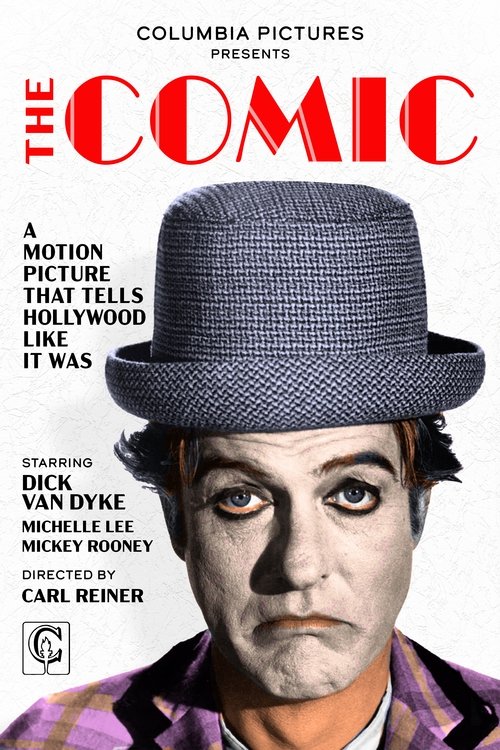 COLUMBIA PICTURES
PRESENTS
THE COMIC
A
MOTION
PICTURE
THAT TELLS
HOLLYWOOD
LIKE
IT WAS
STARRING
DICK
VAN DYKE
MICHELLE LEE
MICKEY ROONEY
DIRECTED BY
CARL REINER
C